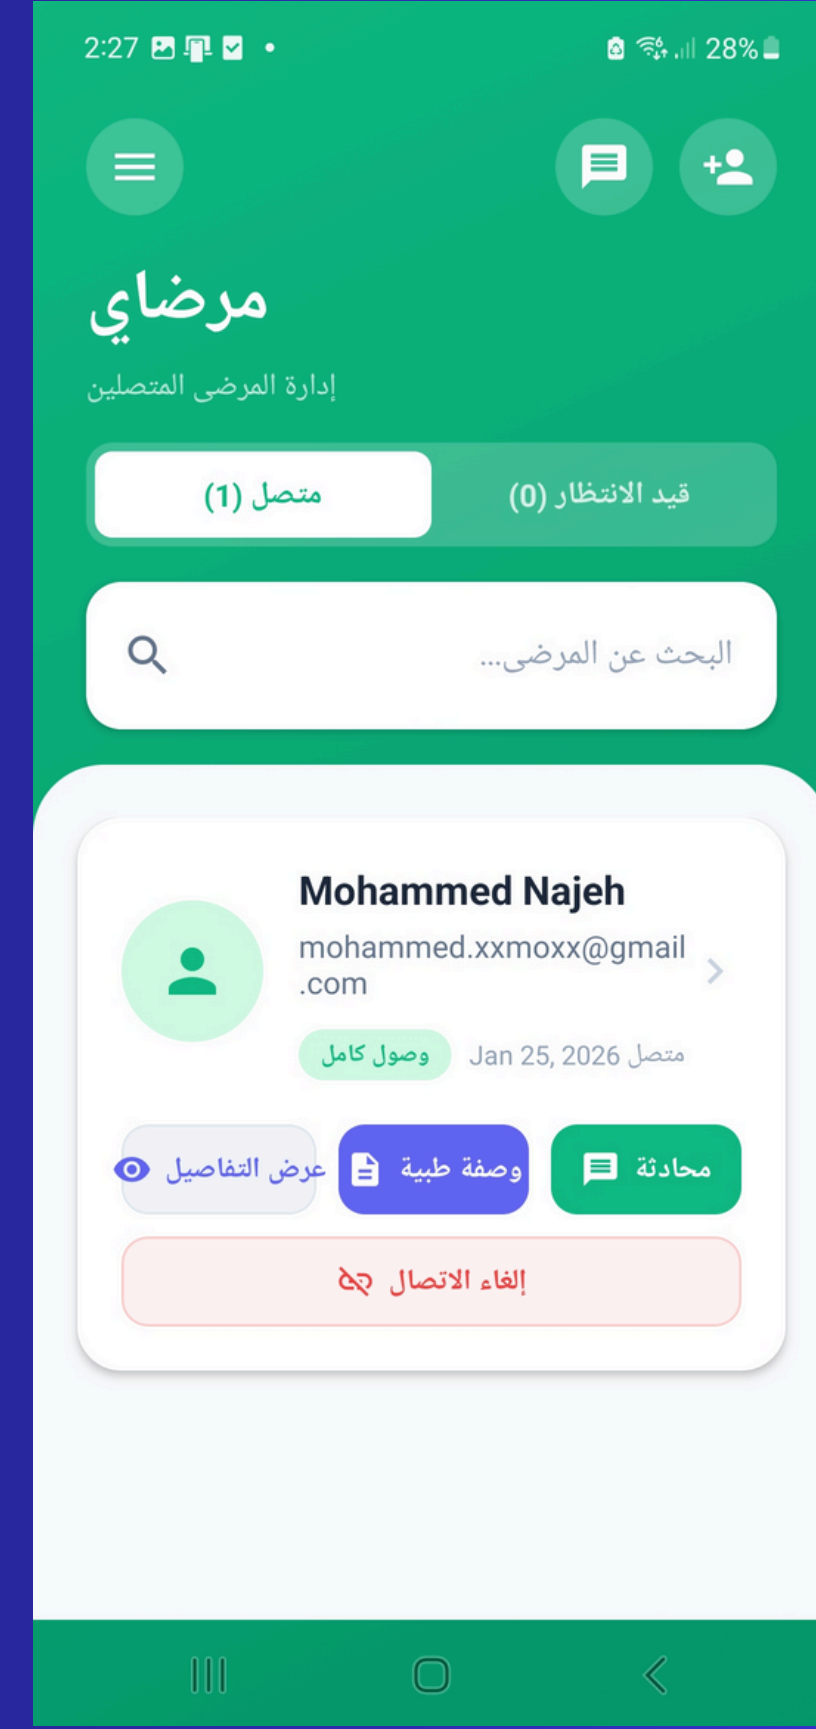 2:27
28%
مرضاي
إدارة المرضى المتصلين
متصل (1)
قيد الانتظار (0)
البحث عن المرضى...
Mohammed Najeh
mohammed.xxmoxx@gmail
.com
وصول كامل
متصل Jan 25, 2026
محادثة
وصفة طبية
عرض التفاصيل
إلغاء الاتصال